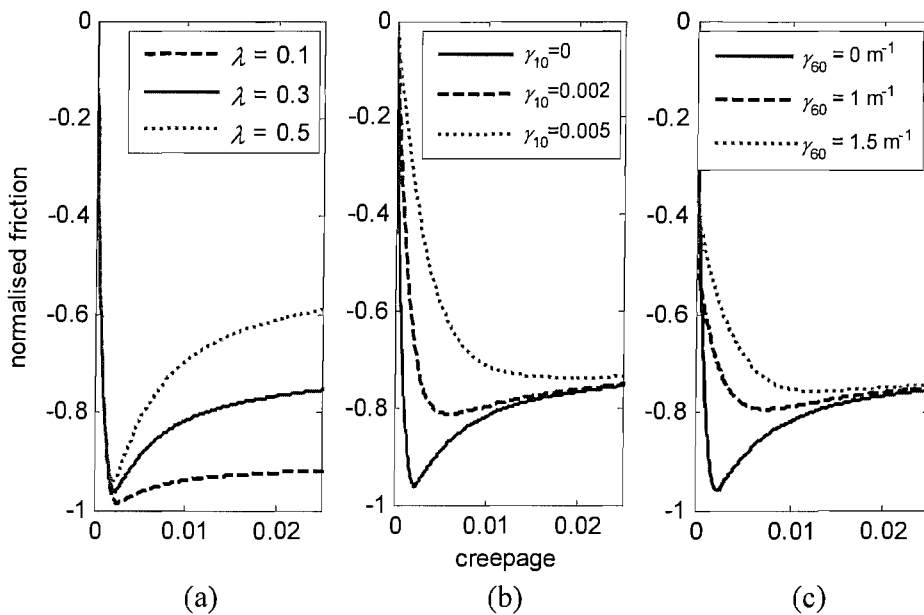 0
-0.2
-0.4
-0.6
-0.8
-1
normalised friction
λ = 0.1
λ = 0.3
λ = 0.5
0 0.01 0.02
(a)
0
-0.2
-0.4
-0.6
-0.8
-1
γ10=0
γ10=0.002
γ10=0.005
0 0.01 0.02
creepage
(b)
0
-0.2
-0.4
-0.6
-0.8
-1
γ60 = 0 m-1
γ60 = 1 m-1
γ60 = 1.5 m-1
0 0.01 0.02
(c)